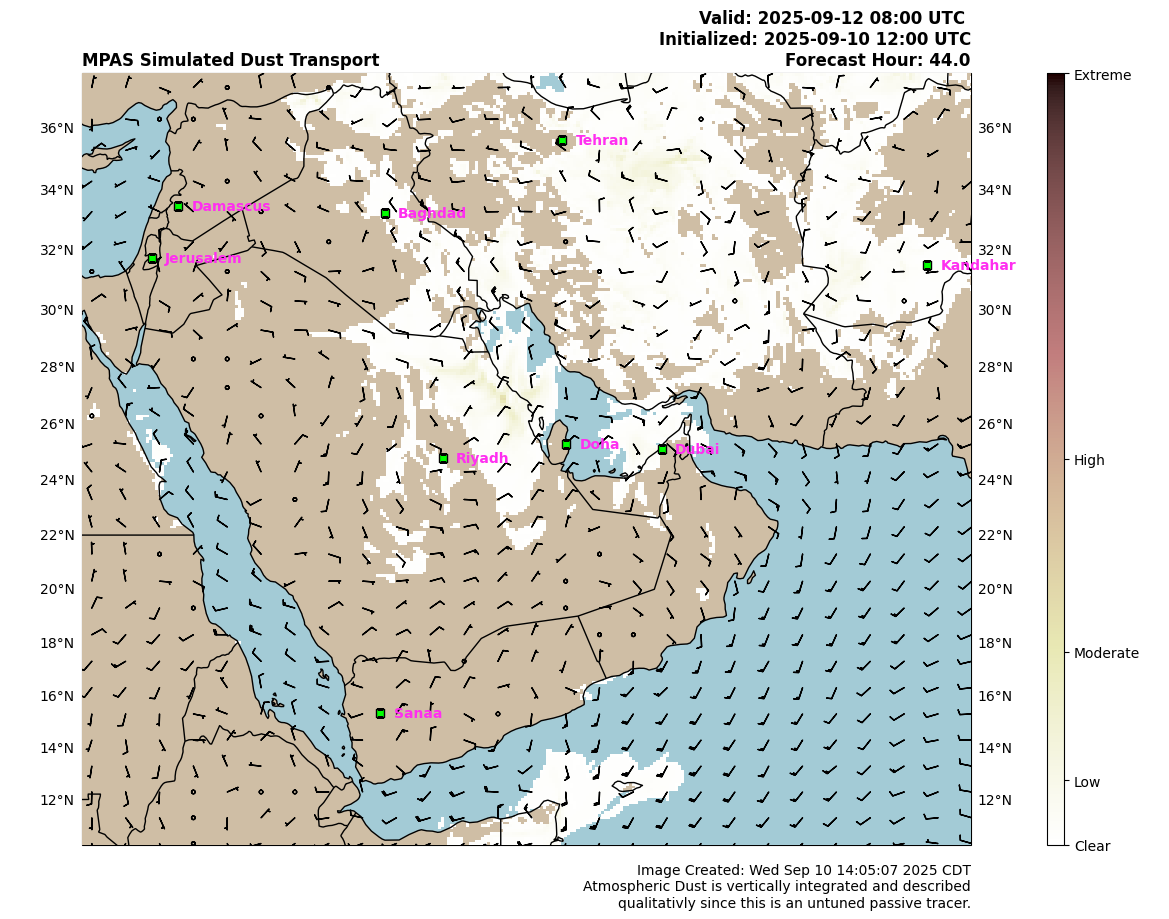 Valid: 2025-09-12 08:00 UTC
Initialized: 2025-09-10 12:00 UTC
MPAS Simulated Dust Transport
Forecast Hour: 44.0
Extreme
High
Moderate
Low
Clear
36°N
34°N
32°N
30°N
28°N
26°N
24°N
22°N
20°N
18°N
16°N
14°N
12°N
36°N
34°N
32°N
30°N
28°N
26°N
24°N
22°N
20°N
18°N
16°N
14°N
12°N
Tehran
Damascus
Baghdad
Jerusalem
Kandahar
Doha
Dubai
Riyadh
Sanaa
Image Created: Wed Sep 10 14:05:07 2025 CDT
Atmospheric Dust is vertically integrated and described
qualitativly since this is an untuned passive tracer.